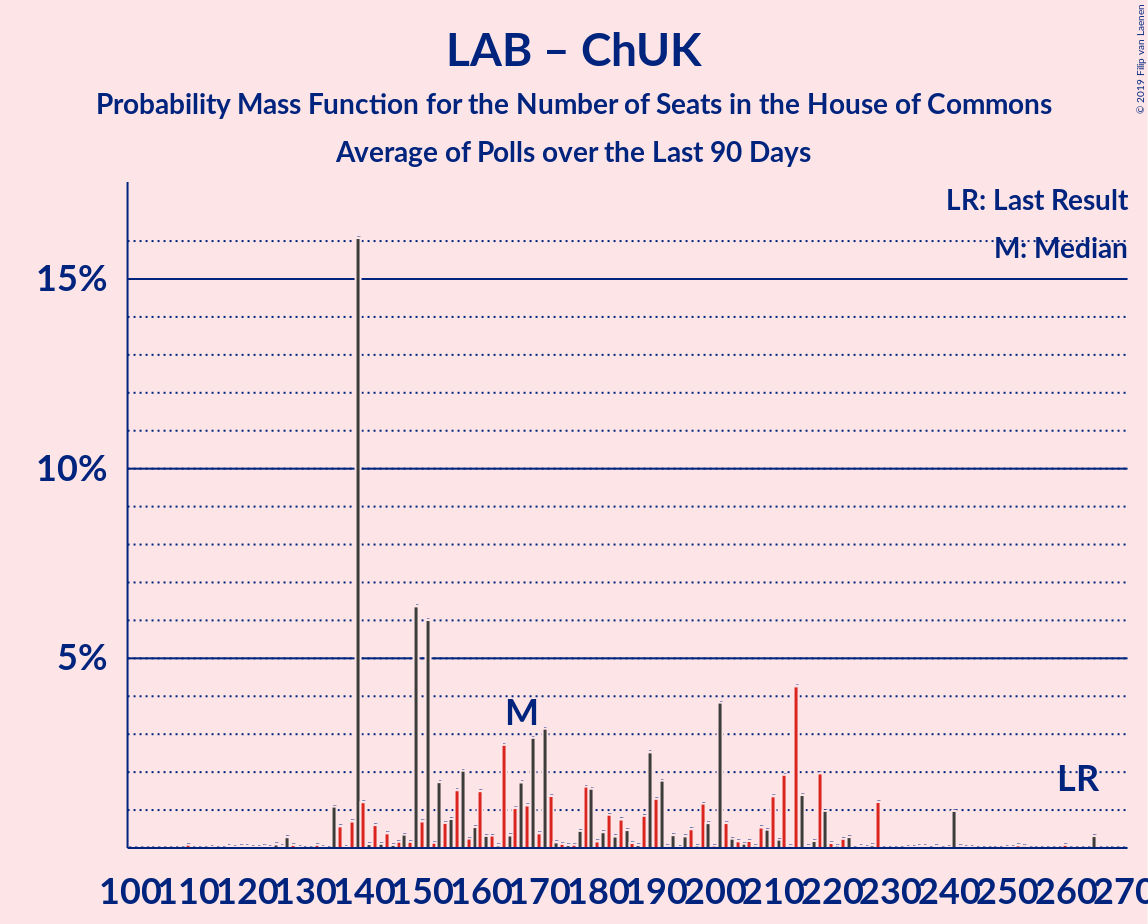 LAB – ChUK
Probability Mass Function for the Number of Seats in the House of Commons
Average of Polls over the Last 90 Days
© 2019 Filip van Laenen
LR: Last Result
M: Median
15%
10%
5%
M
LR
100 110 120 130 140 150 160 170 180 190 200 210 220 230 240 250 260 270